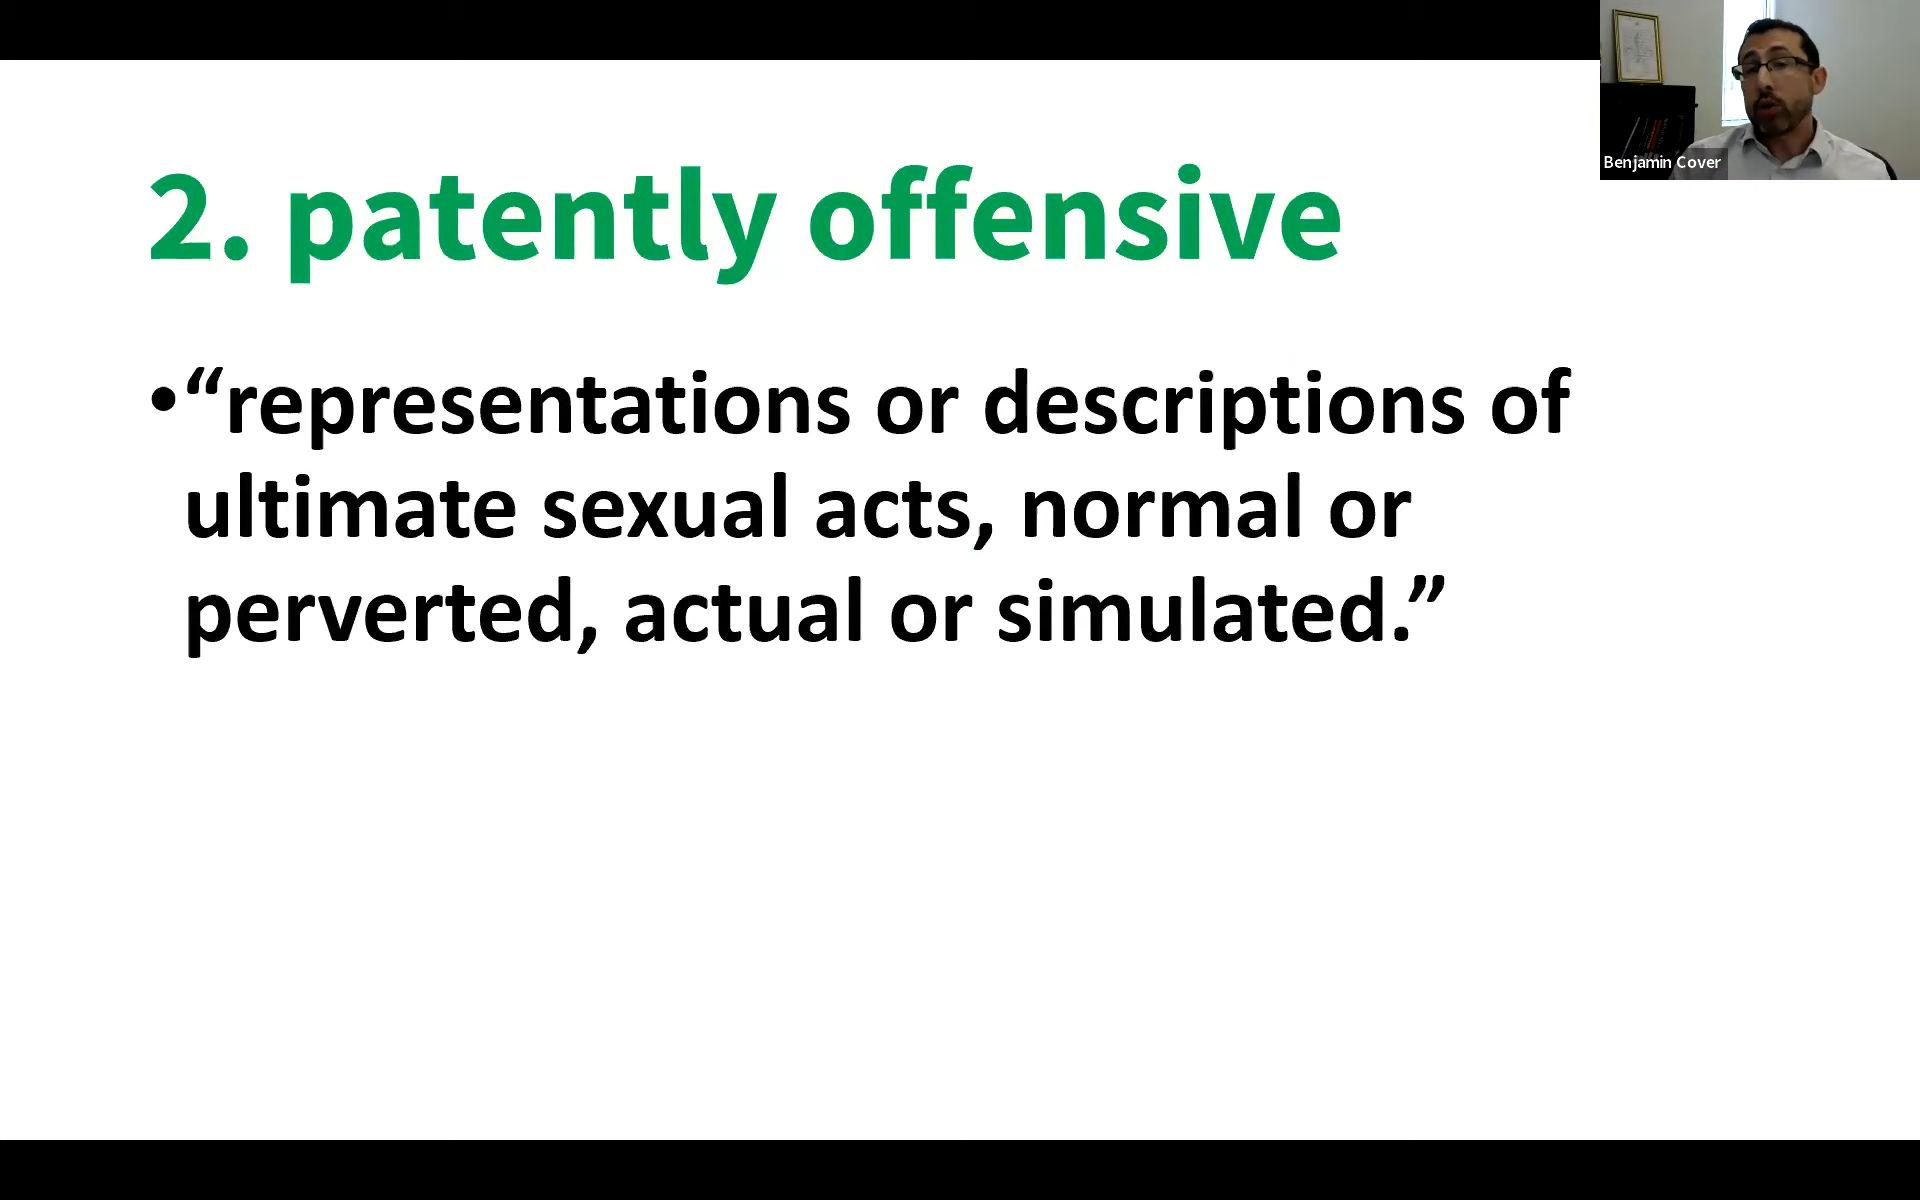 2. patently offensive
•“representations or descriptions of
ultimate sexual acts, normal or
perverted, actual or simulated.”
Benjamin Cover